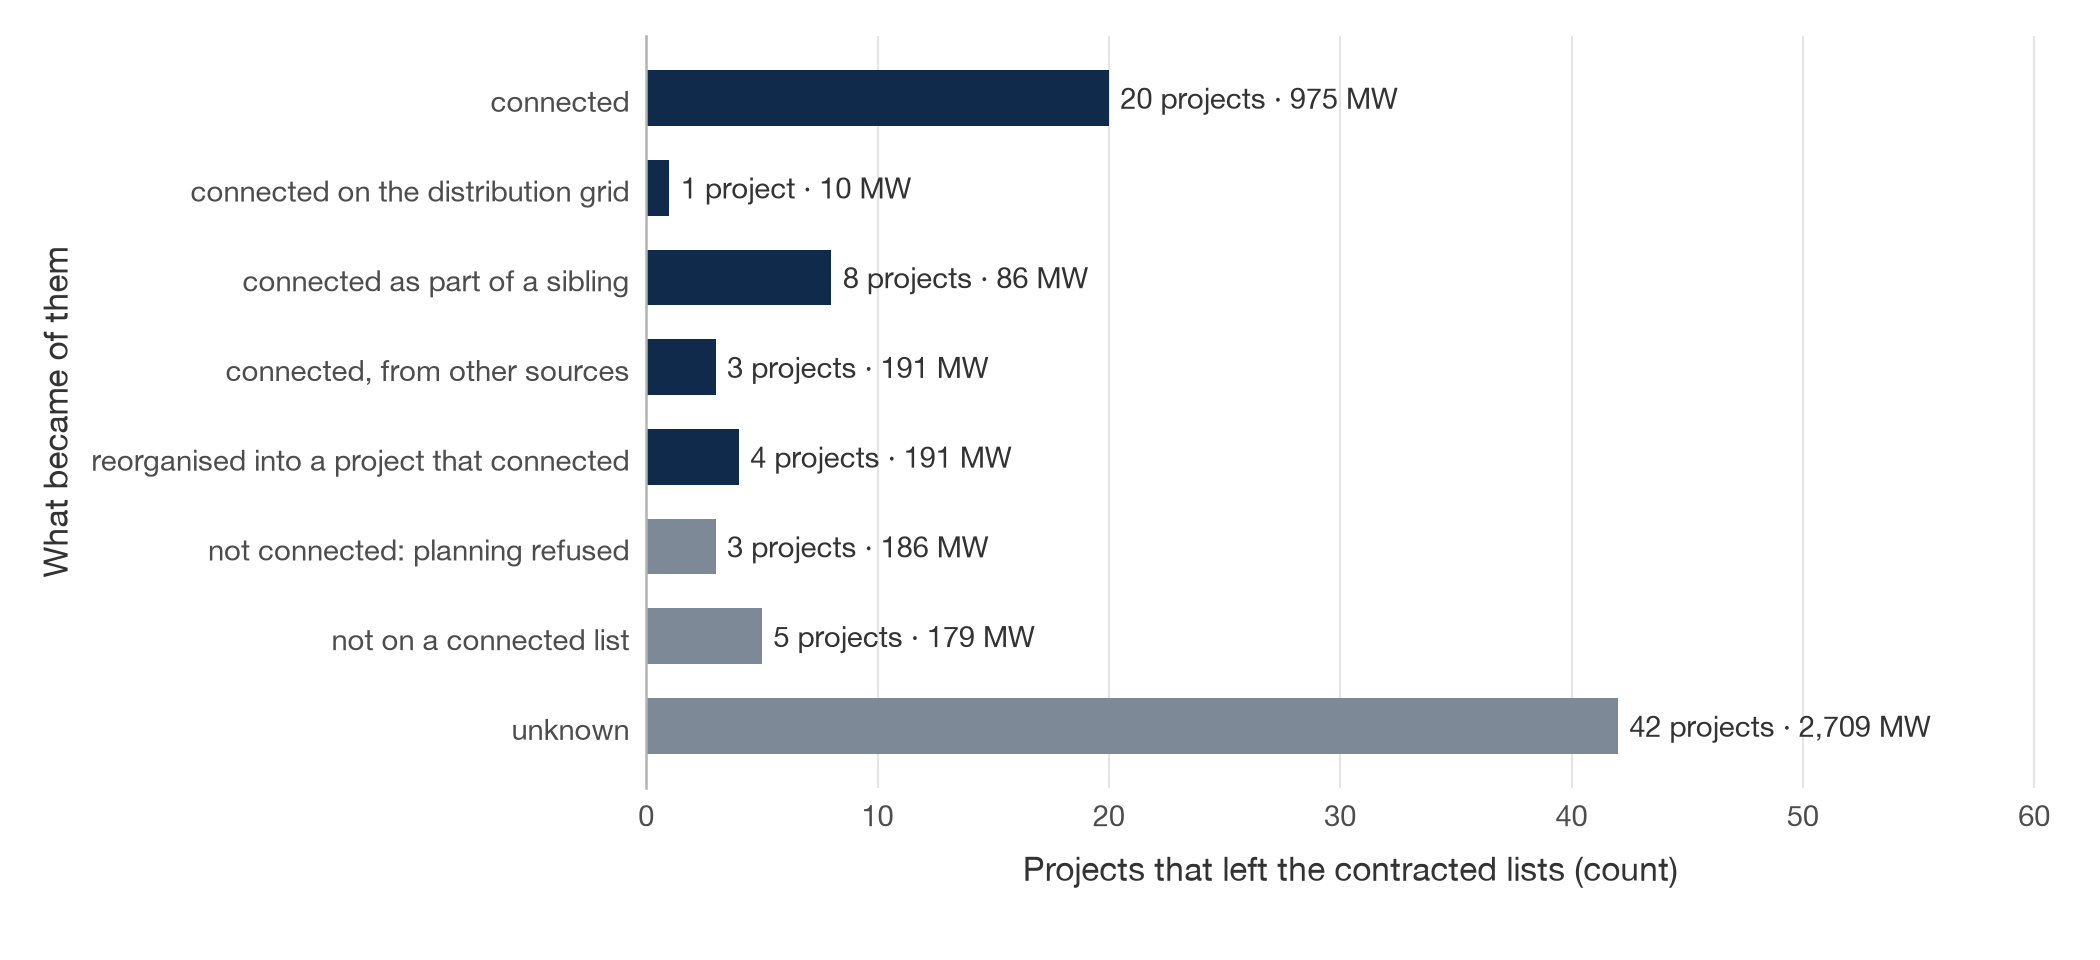 connected
20 projects · 975 MW
connected on the distribution grid
1 project · 10 MW
connected as part of a sibling
8 projects · 86 MW
connected, from other sources
3 projects · 191 MW
reorganised into a project that connected
4 projects · 191 MW
not connected: planning refused
3 projects · 186 MW
not on a connected list
5 projects · 179 MW
unknown
42 projects · 2,709 MW
What became of them
0 10 20 30 40 50 60
Projects that left the contracted lists (count)